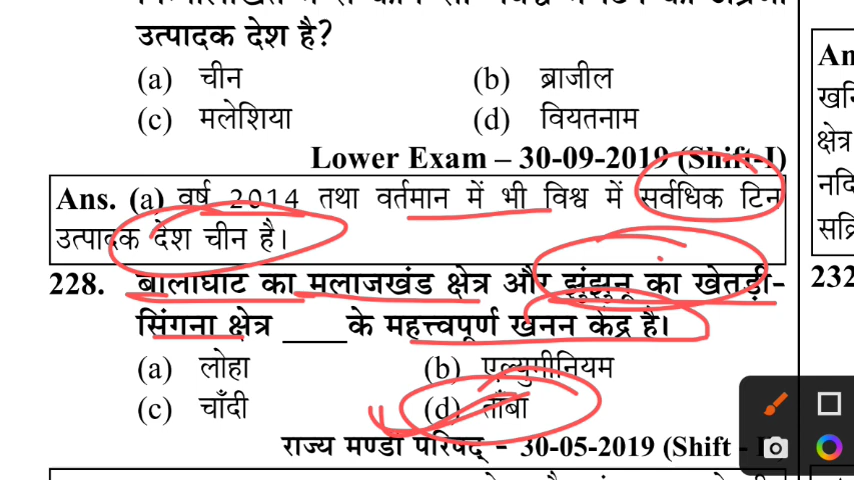 उत्पादक देश है?
(a) चीन (b) ब्राजील
(c) मलेशिया (d) वियतनाम
Lower Exam – 30-09-2019 (Shift-I)
Ans. (a) वर्ष 2014 तथा वर्तमान में भी विश्व में सर्वधिक टिन
उत्पादक देश चीन है।
228. बालाघाट का मलाजखंड क्षेत्र और झुंझुनू का खेतड़ी-
सिंगना क्षेत्र ____के महत्त्वपूर्ण खनन केंद्र है।
(a) लोहा (b) एल्युमीनियम
(c) चाँदी (d) तांबा
राज्य मण्डी परिषद् - 30-05-2019 (Shift -
An
खनि
क्षेत्र
नदि
सक्रि
232